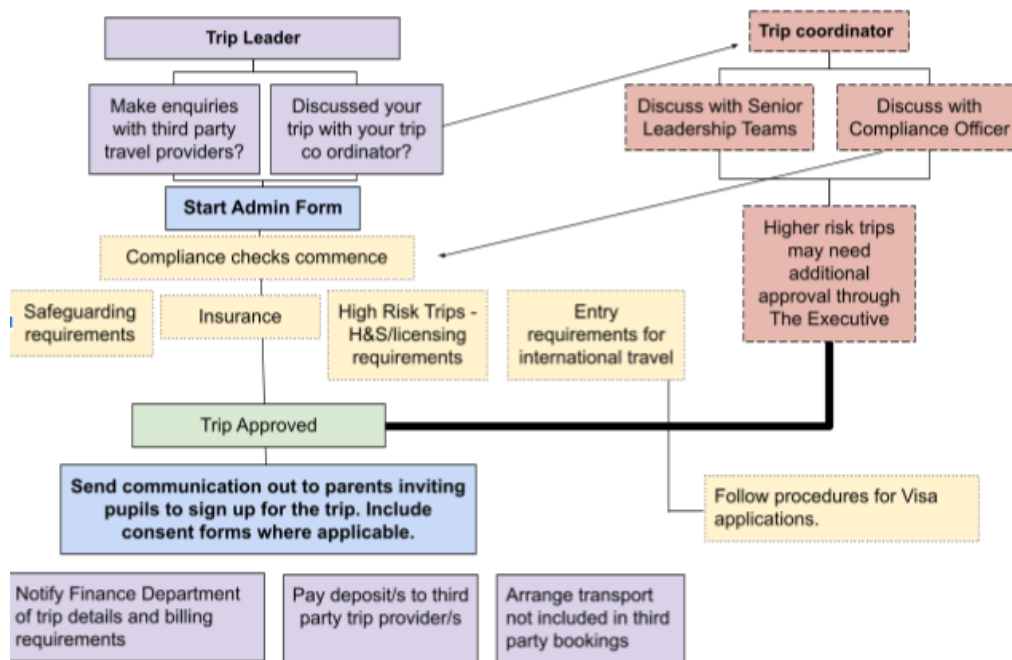 Trip Leader
Trip coordinator
Make enquiries
with third party
travel providers?
Discussed your
trip with your trip
co ordinator?
Discuss with Senior
Leadership Teams
Discuss with
Compliance Officer
Start Admin Form
Compliance checks commence
Higher risk trips
may need
additional
approval through
The Executive
Safeguarding
requirements
Insurance
High Risk Trips -
H&S/licensing
requirements
Entry
requirements for
international travel
Trip Approved
Send communication out to parents inviting
pupils to sign up for the trip. Include
consent forms where applicable.
Follow procedures for Visa
applications.
Notify Finance Department
of trip details and billing
requirements
Pay deposit/s to third
party trip provider/s
Arrange transport
not included in third
party bookings